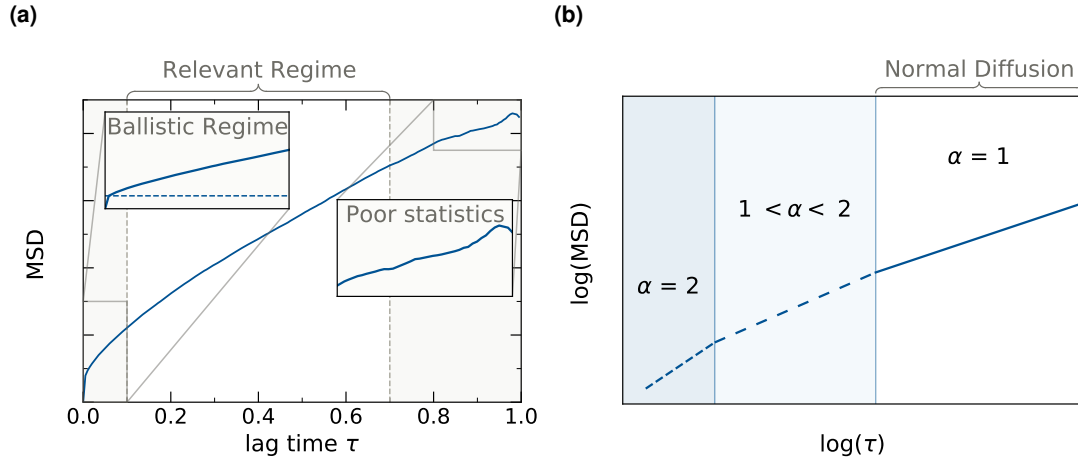 (a)
Relevant Regime
Ballistic Regime
Poor statistics
MSD
0.0 0.2 0.4 0.6 0.8 1.0
lag time τ
(b)
Normal Diffusion
α = 1
1 < α < 2
α = 2
log(MSD)
log(τ)